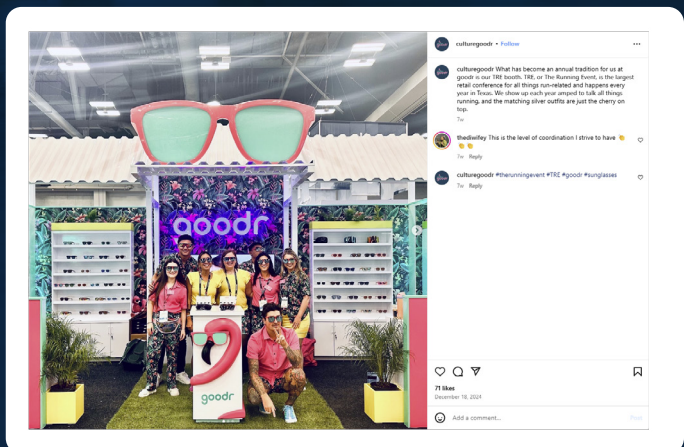 culturegoodr • Follow
culturegoodr What has become an annual tradition for us at
goodr is our TRE booth. TRE, or The Running Event, is the largest
retail conference for all things run-related and happens every
year in Texas. We show up each year amped to talk all things
running, and the matching silver outfits are just the cherry on
top.
7w
thediwifey This is the level of coordination I strive to have 👏
👏 👏
7w Reply
culturegoodr #therunningevent #TRE #goodr #sunglasses
7w Reply
goodr
goodr
71 likes
December 18, 2024
Add a comment...
Post